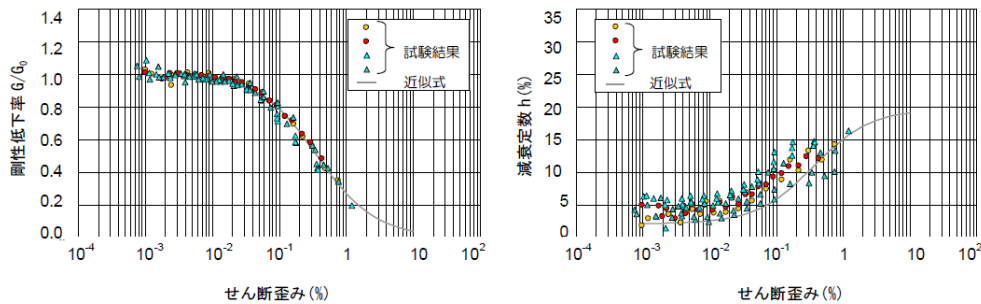 1.4
1.2
1.0
0.8
0.6
0.4
0.2
0.0
剛性低下率 G/G₀
試験結果
近似式
10⁻⁴ 10⁻³ 10⁻² 10⁻¹ 1 10¹ 10²
せん断歪み(%)
35
30
25
20
15
10
5
0
減衰定数 h(%)
試験結果
近似式
10⁻⁴ 10⁻³ 10⁻² 10⁻¹ 1 10¹ 10²
せん断歪み(%)